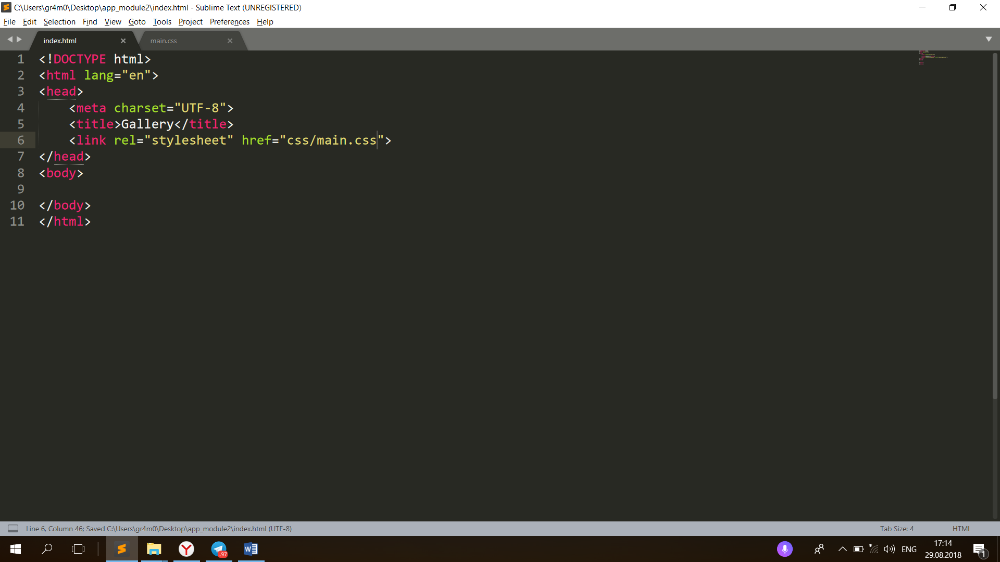 C:\Users\gr4m0\Desktop\app_module2\index.html - Sublime Text (UNREGISTERED)
File Edit Selection Find View Goto Tools Project Preferences Help
index.html × main.css ×
1 <!DOCTYPE html>
2 <html lang="en">
3 <head>
4     <meta charset="UTF-8">
5     <title>Gallery</title>
6     <link rel="stylesheet" href="css/main.css">
7 </head>
8 <body>
9
10 </body>
11 </html>
Line 6, Column 46; Saved C:\Users\gr4m0\Desktop\app_module2\index.html (UTF-8) Tab Size: 4 HTML
..97 W ENG 17:14 1
29.08.2018